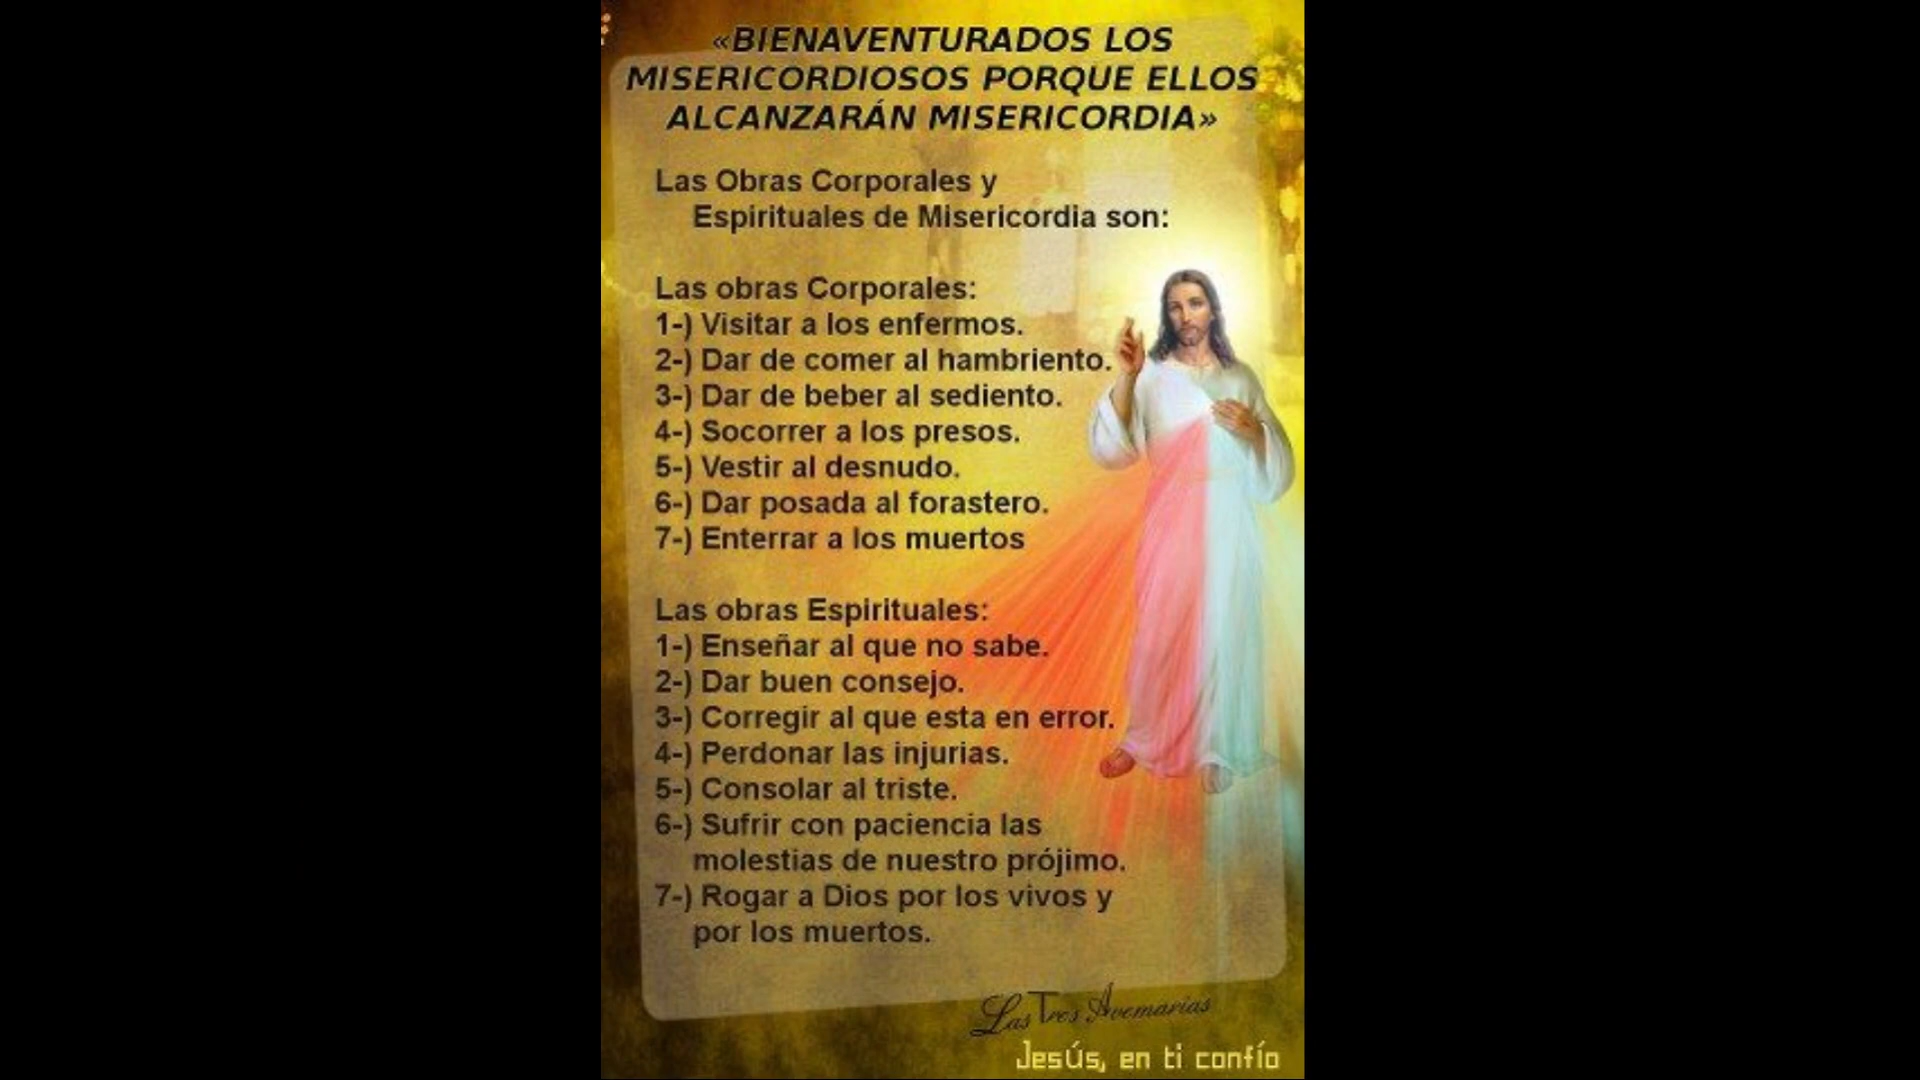 «BIENAVENTURADOS LOS
MISERICORDIOSOS PORQUE ELLOS
ALCANZARÁN MISERICORDIA»
Las Obras Corporales y
Espirituales de Misericordia son:
Las obras Corporales:
1-) Visitar a los enfermos.
2-) Dar de comer al hambriento.
3-) Dar de beber al sediento.
4-) Socorrer a los presos.
5-) Vestir al desnudo.
6-) Dar posada al forastero.
7-) Enterrar a los muertos
Las obras Espirituales:
1-) Enseñar al que no sabe.
2-) Dar buen consejo.
3-) Corregir al que esta en error.
4-) Perdonar las injurias.
5-) Consolar al triste.
6-) Sufrir con paciencia las
molestias de nuestro prójimo.
7-) Rogar a Dios por los vivos y
por los muertos.
Las Tres Avemarías
Jesús, en ti confío